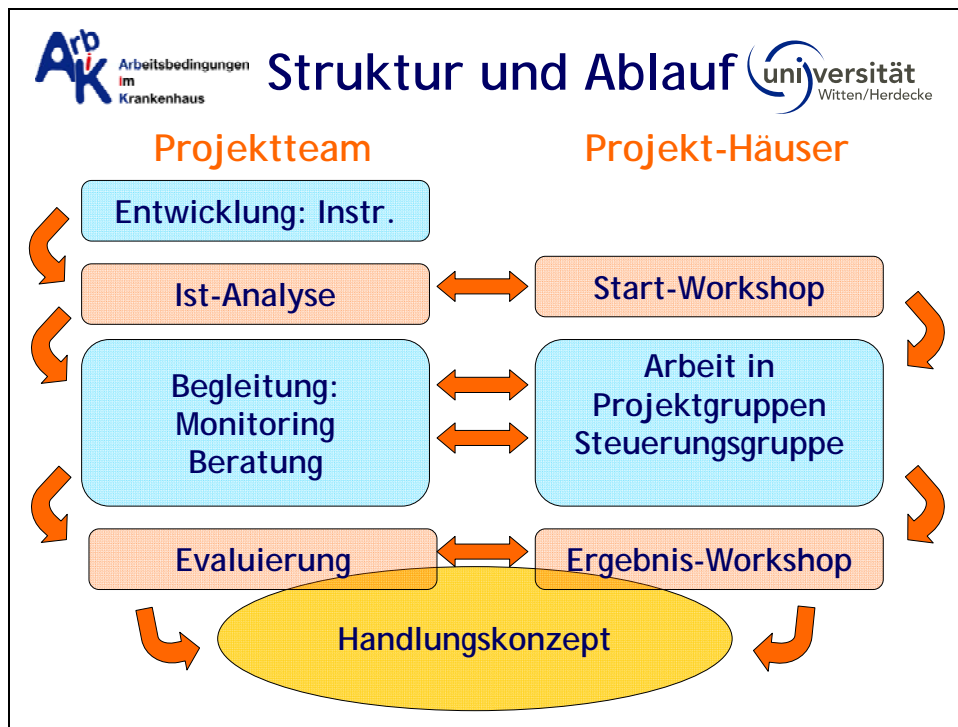 Arb
iK
Arbeitsbedingungen
Im
Krankenhaus
Struktur und Ablauf
universität
Witten/Herdecke
Projektteam
Projekt-Häuser
Entwicklung: Instr.
Ist-Analyse
Start-Workshop
Begleitung:
Monitoring
Beratung
Arbeit in
Projektgruppen
Steuerungsgruppe
Evaluierung
Ergebnis-Workshop
Handlungskonzept